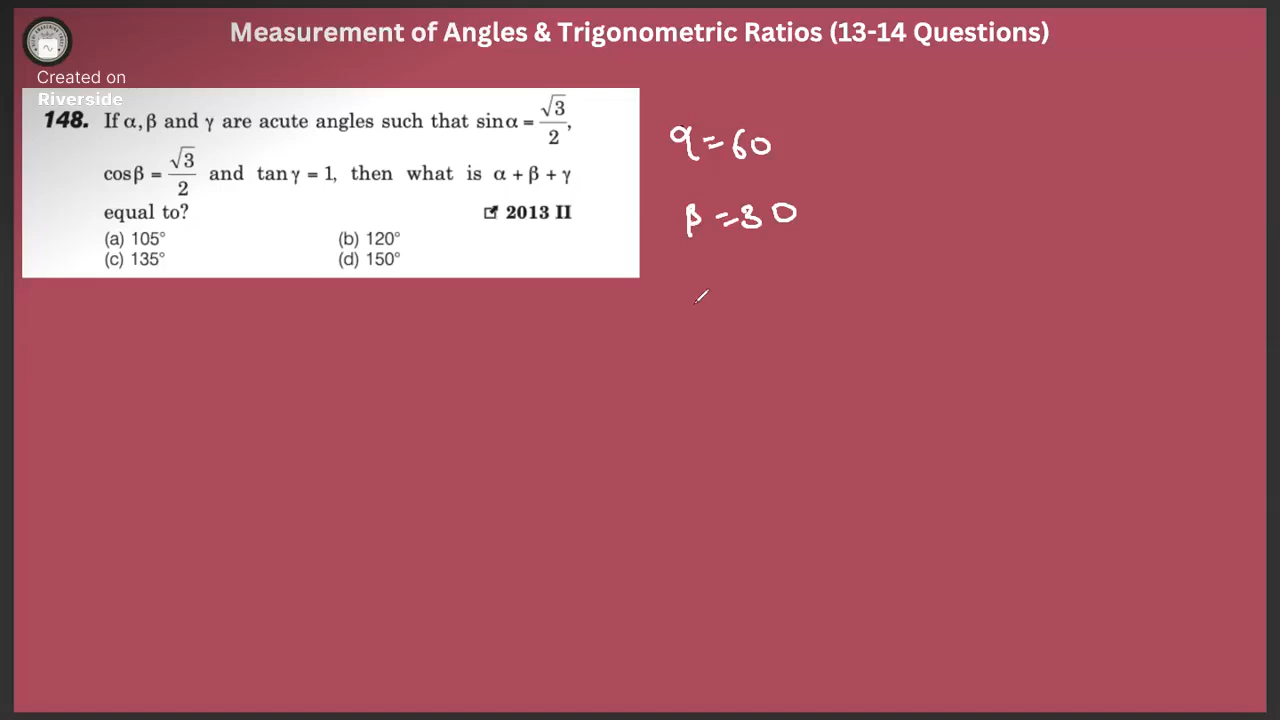 Measurement of Angles & Trigonometric Ratios (13-14 Questions)
Created on
Riverside
148. If α, β and γ are acute angles such that sin α = √3/2,
cos β = √3/2 and tan γ = 1, then what is α + β + γ
equal to? 2013 II
(a) 105° (b) 120°
(c) 135° (d) 150°
α = 60
β = 30